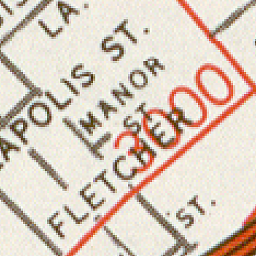 LA.
APOLIS ST.
MANOR
ST.
3000
FLETCHER
ST.